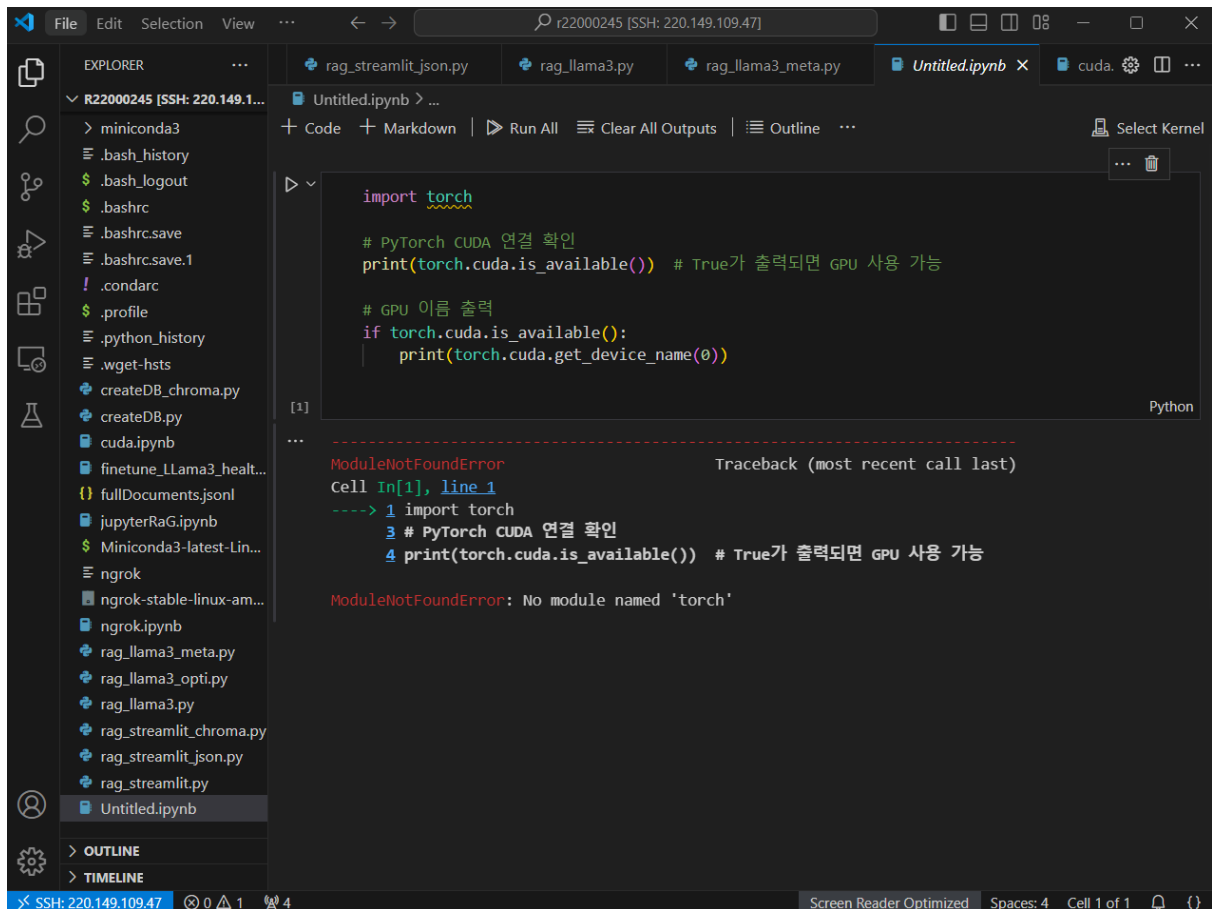 File Edit Selection View ... r22000245 [SSH: 220.149.109.47]
EXPLORER ...
rag_streamlit_json.py rag_llama3.py rag_llama3_meta.py Untitled.ipynb cuda. ...
R22000245 [SSH: 220.149.1...
Untitled.ipynb > ...
+ Code + Markdown Run All Clear All Outputs Outline ... Select Kernel
miniconda3
.bash_history
.bash_logout
.bashrc
.bashrc.save
.bashrc.save.1
.condarc
.profile
.python_history
.wget-hsts
createDB_chroma.py
createDB.py
cuda.ipynb
finetune_LLama3_healt...
fullDocuments.jsonl
jupyterRaG.ipynb
Miniconda3-latest-Lin...
ngrok
ngrok-stable-linux-am...
ngrok.ipynb
rag_llama3_meta.py
rag_llama3_opti.py
rag_llama3.py
rag_streamlit_chroma.py
rag_streamlit_json.py
rag_streamlit.py
Untitled.ipynb
OUTLINE
TIMELINE
import torch
# PyTorch CUDA 연결 확인
print(torch.cuda.is_available()) # True가 출력되면 GPU 사용 가능
# GPU 이름 출력
if torch.cuda.is_available():
print(torch.cuda.get_device_name(0))
[1] Python
...
---------------------------------------------------------------------------
ModuleNotFoundError Traceback (most recent call last)
Cell In[1], line 1
----> 1 import torch
3 # PyTorch CUDA 연결 확인
4 print(torch.cuda.is_available()) # True가 출력되면 GPU 사용 가능
ModuleNotFoundError: No module named 'torch'
SSH: 220.149.109.47 0 1 4 Screen Reader Optimized Spaces: 4 Cell 1 of 1 {}